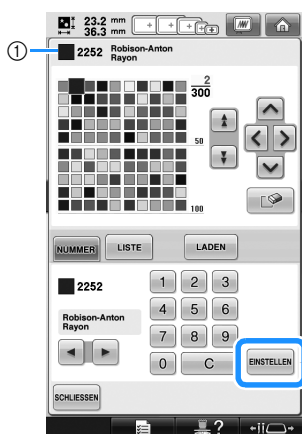 23.2 mm
36.3 mm
1
2252 Robison-Anton
Rayon
2
300
50
100
NUMMER LISTE LADEN
2252
Robison-Anton
Rayon
1 2 3
4 5 6
7 8 9
0 C
EINSTELLEN
SCHLIESSEN
?